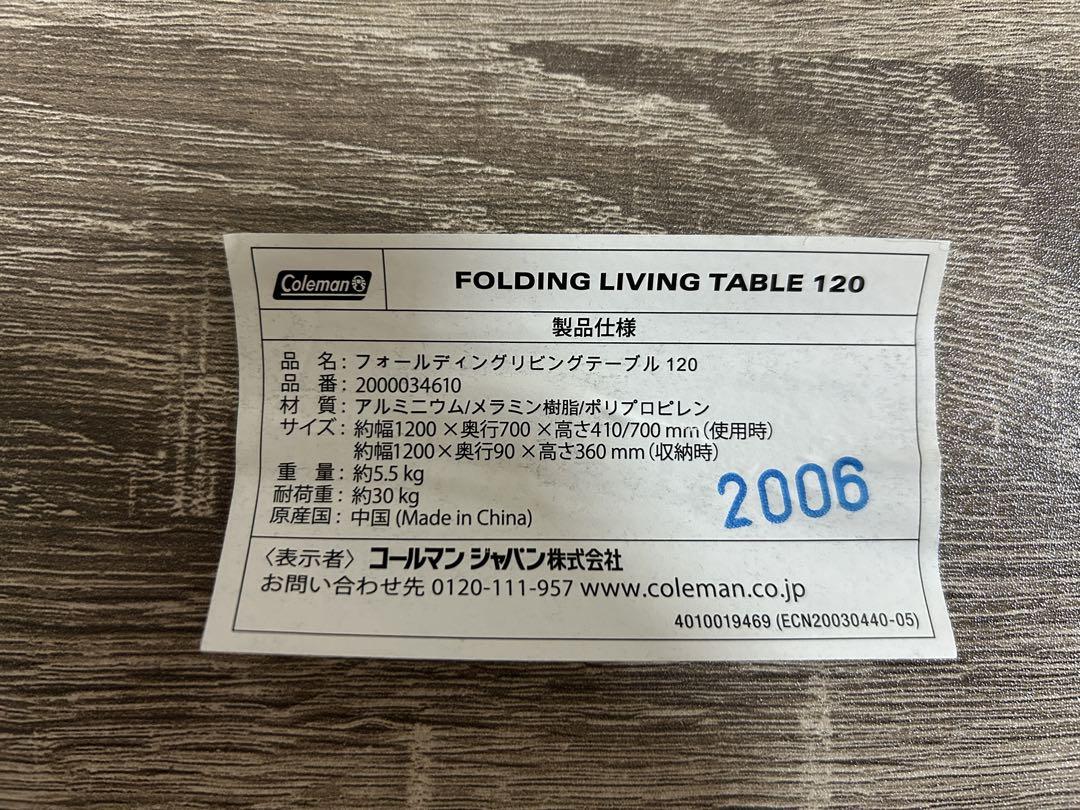 Coleman
FOLDING LIVING TABLE 120
製品仕様
品 名：フォールディングリビングテーブル 120
品 番：2000034610
材 質：アルミニウム/メラミン樹脂/ポリプロピレン
サイズ：約幅1200 ×奥行700 ×高さ410/700 mm（使用時）
約幅1200×奥行90 ×高さ360 mm（収納時）
重 量：約5.5 kg
耐荷重：約30 kg
原産国：中国 (Made in China)
2006
〈表示者〉コールマン ジャパン株式会社
お問い合わせ先 0120-111-957 www.coleman.co.jp
4010019469 (ECN20030440-05)